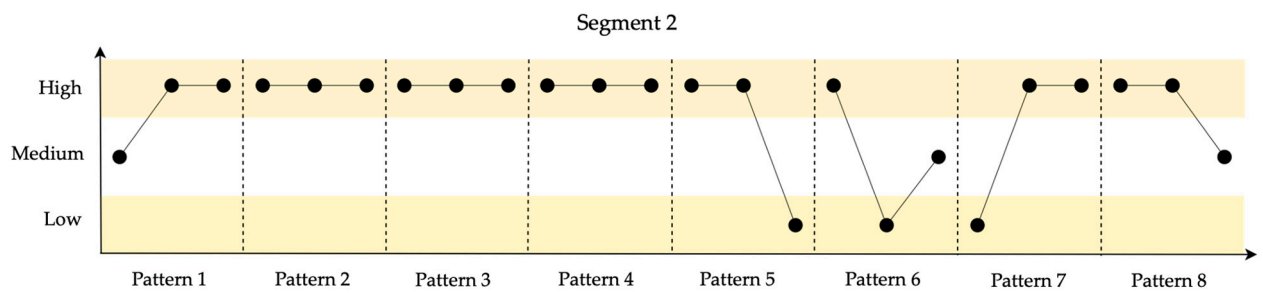 Segment 2
High
Medium
Low
Pattern 1 Pattern 2 Pattern 3 Pattern 4 Pattern 5 Pattern 6 Pattern 7 Pattern 8